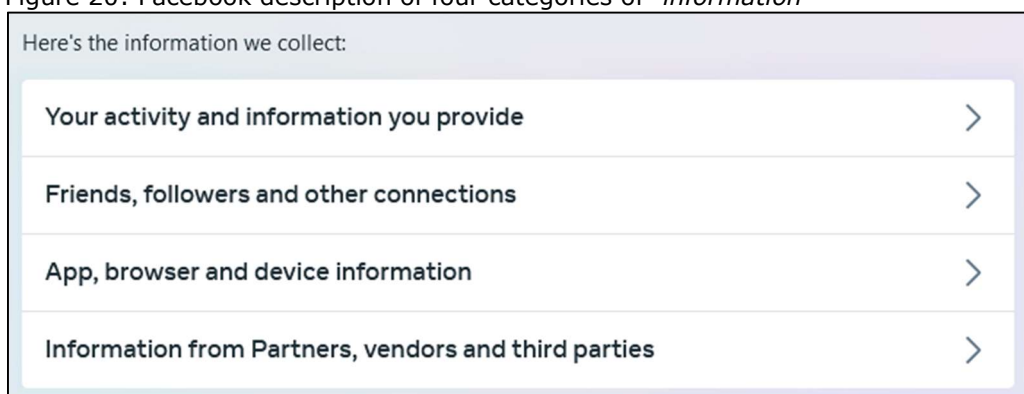 Figure 20: Facebook description of four categories of "information"
Here's the information we collect:
Your activity and information you provide
Friends, followers and other connections
App, browser and device information
Information from Partners, vendors and third parties